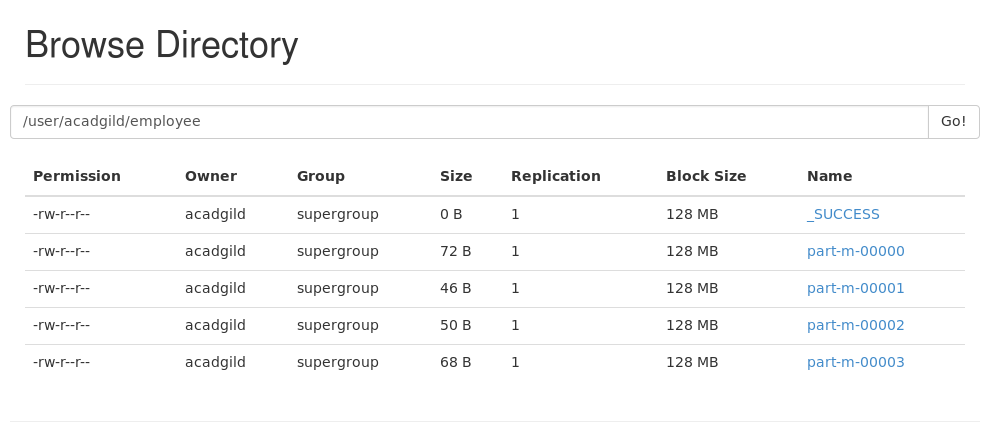 Browse Directory
/user/acadgild/employee Go!
Permission Owner Group Size Replication Block Size Name
-rw-r--r-- acadgild supergroup 0 B 1 128 MB _SUCCESS
-rw-r--r-- acadgild supergroup 72 B 1 128 MB part-m-00000
-rw-r--r-- acadgild supergroup 46 B 1 128 MB part-m-00001
-rw-r--r-- acadgild supergroup 50 B 1 128 MB part-m-00002
-rw-r--r-- acadgild supergroup 68 B 1 128 MB part-m-00003